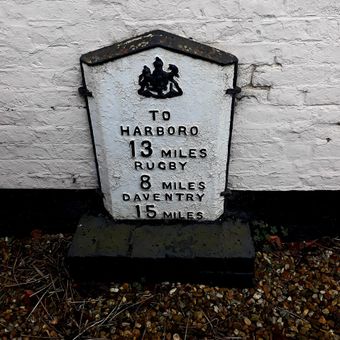 TO
HARBORO
13 MILES
RUGBY
8 MILES
DAVENTRY
15 MILES